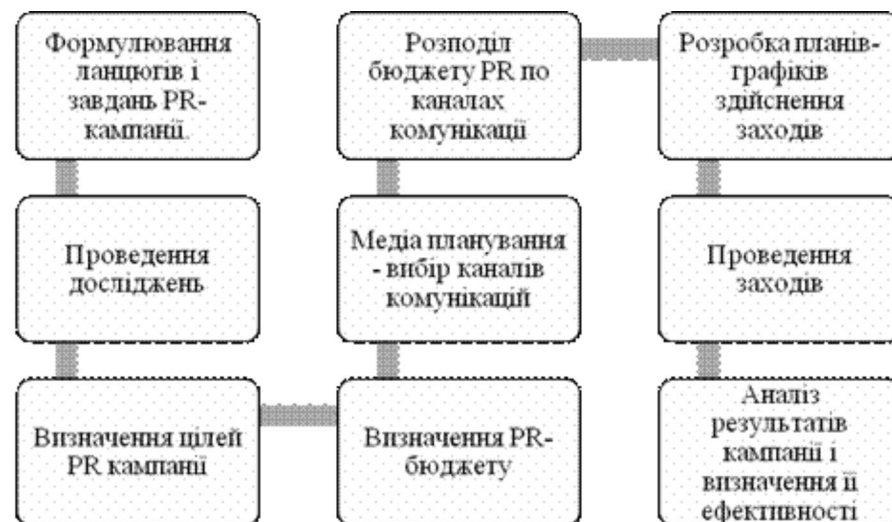 Формулювання
ланцюгів і
завдань PR-
кампанії.
Проведення
досліджень
Визначення цілей
PR кампанії
Визначення PR-
бюджету
Медіа планування
- вибір каналів
комунікацій
Розподіл
бюджету PR по
каналах
комунікації
Розробка планів-
графіків
здійснення
заходів
Проведення
заходів
Аналіз
результатів
кампанії і
визначення її
ефективності